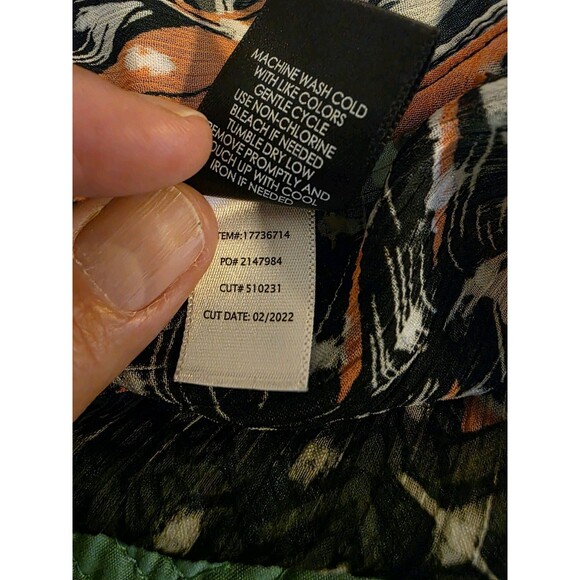 MACHINE WASH COLD
WITH LIKE COLORS
GENTLE CYCLE
USE NON-CHLORINE
BLEACH IF NEEDED
TUMBLE DRY LOW
REMOVE PROMPTLY AND
TOUCH UP WITH COOL
IRON IF NEEDED
ITEM#:17736714
PO# 2147984
CUT# 510231
CUT DATE: 02/2022